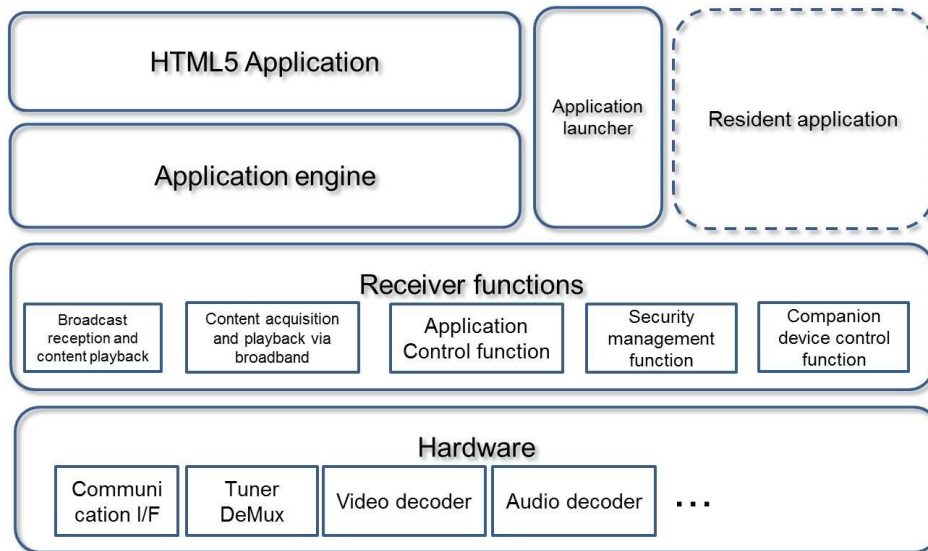 HTML5 Application
Application
launcher
Resident application
Application engine
Receiver functions
Broadcast
reception and
content playback
Content acquisition
and playback via
broadband
Application
Control function
Security
management
function
Companion
device control
function
Hardware
Communi
cation I/F
Tuner
DeMux
Video decoder
Audio decoder
...